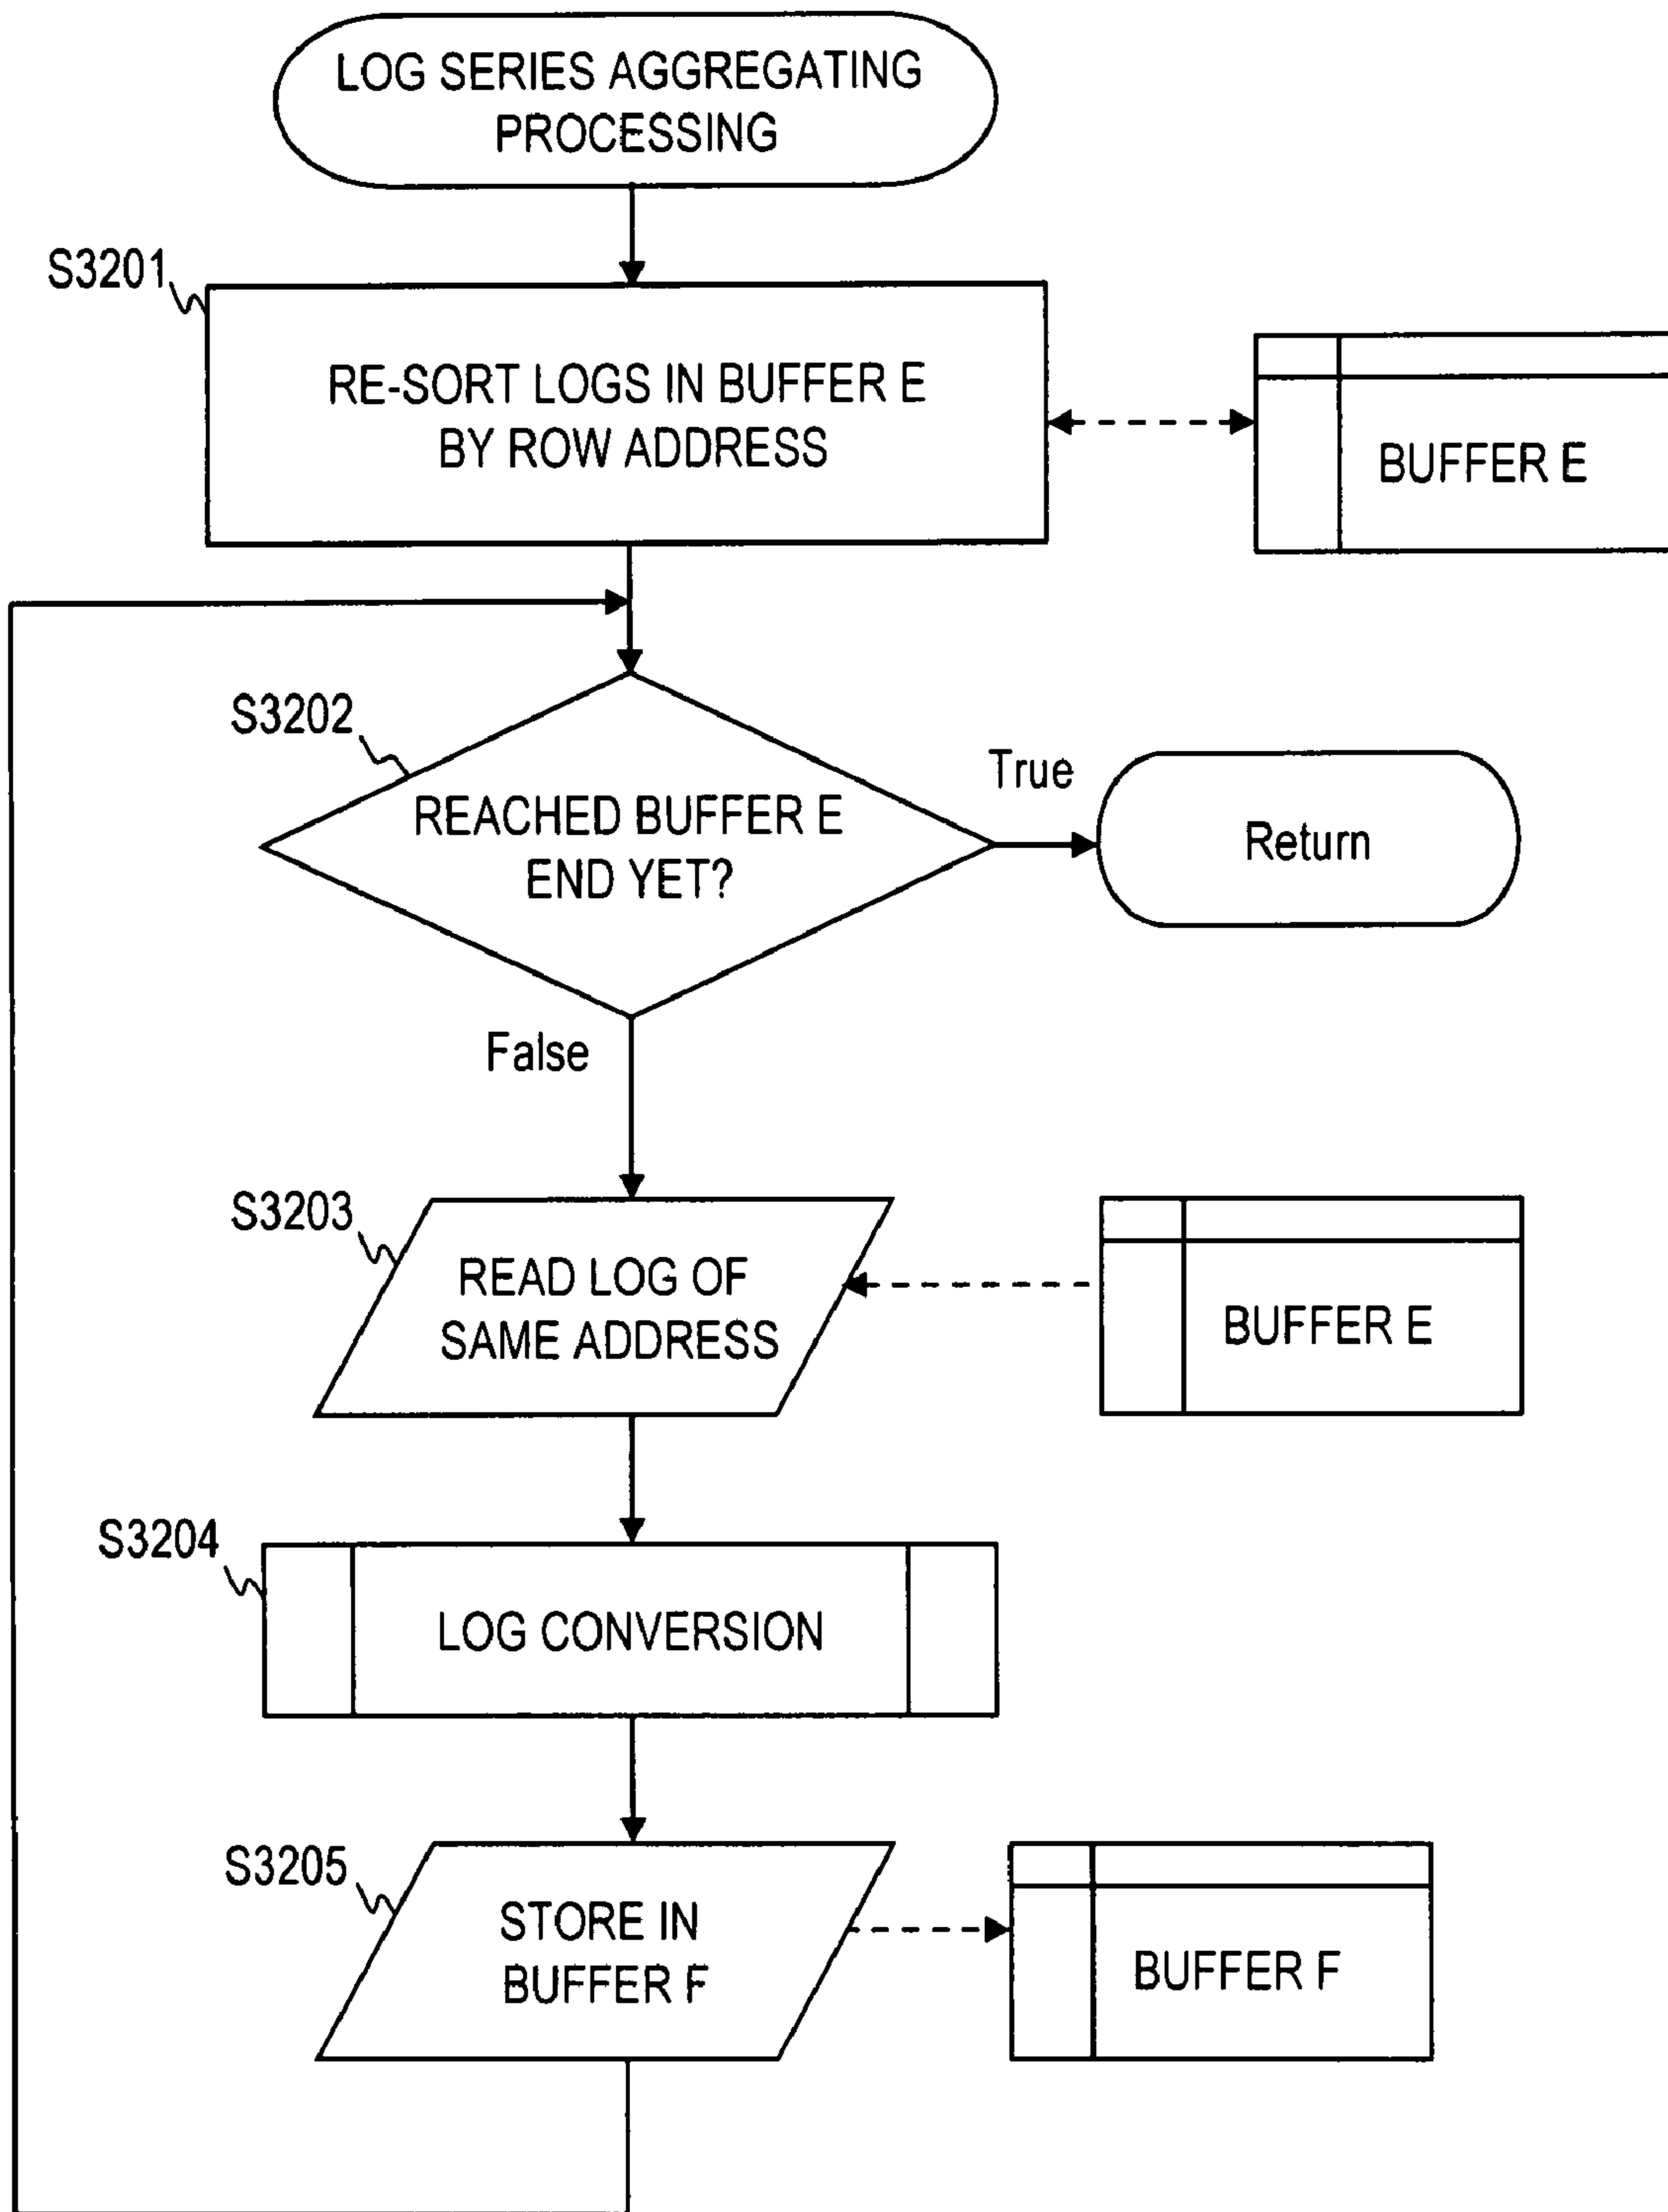 LOG SERIES AGGREGATING
PROCESSING
S3201
RE-SORT LOGS IN BUFFER E
BY ROW ADDRESS
BUFFER E
S3202
REACHED BUFFER E
END YET?
True
Return
False
S3203
READ LOG OF
SAME ADDRESS
BUFFER E
S3204
LOG CONVERSION
S3205
STORE IN
BUFFER F
BUFFER F